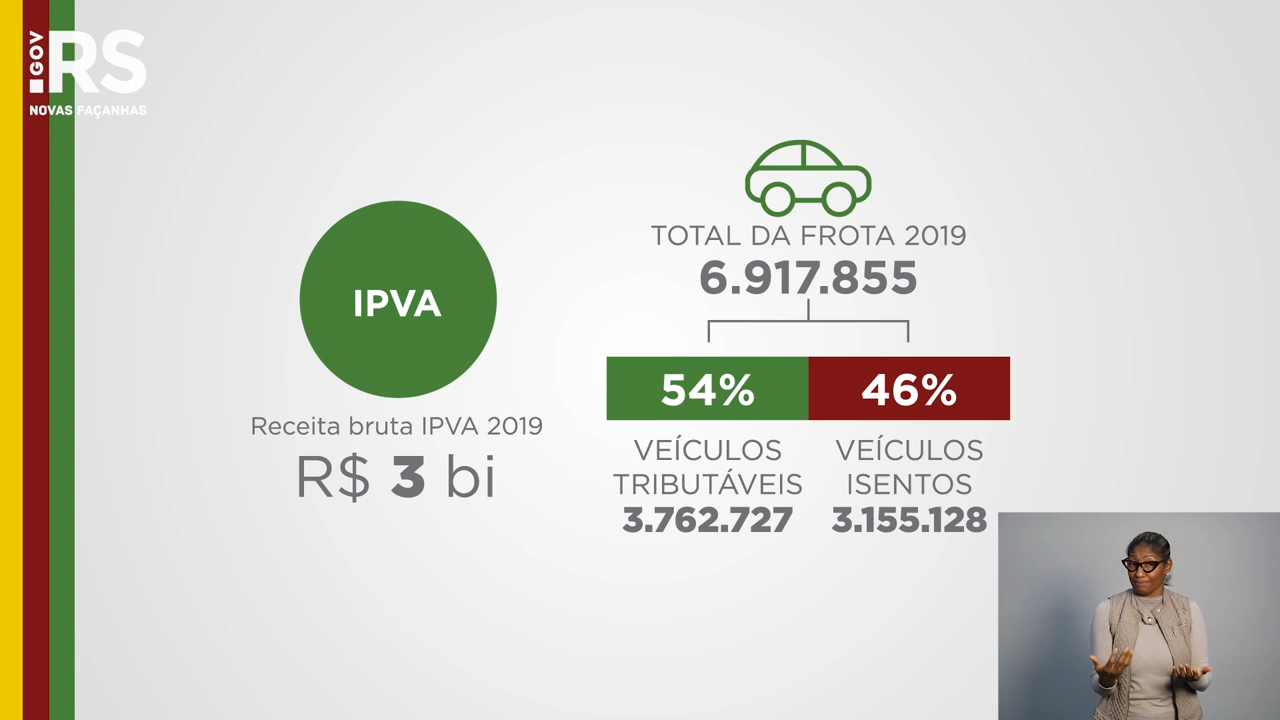 .GOV
RS
NOVAS FAÇANHAS
IPVA
Receita bruta IPVA 2019
R$ 3 bi
TOTAL DA FROTA 2019
6.917.855
54%
46%
VEÍCULOS
TRIBUTÁVEIS
3.762.727
VEÍCULOS
ISENTOS
3.155.128